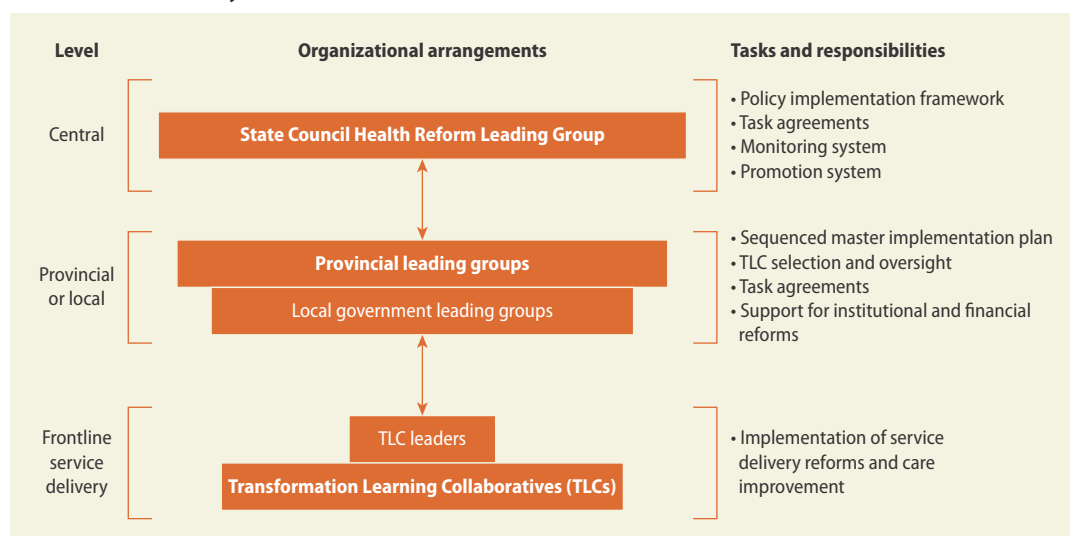 Level Organizational arrangements Tasks and responsibilities
Central
State Council Health Reform Leading Group
• Policy implementation framework
• Task agreements
• Monitoring system
• Promotion system
Provincial
or local
Provincial leading groups
Local government leading groups
• Sequenced master implementation plan
• TLC selection and oversight
• Task agreements
• Support for institutional and financial
reforms
Frontline
service
delivery
TLC leaders
Transformation Learning Collaboratives (TLCs)
• Implementation of service
delivery reforms and care
improvement